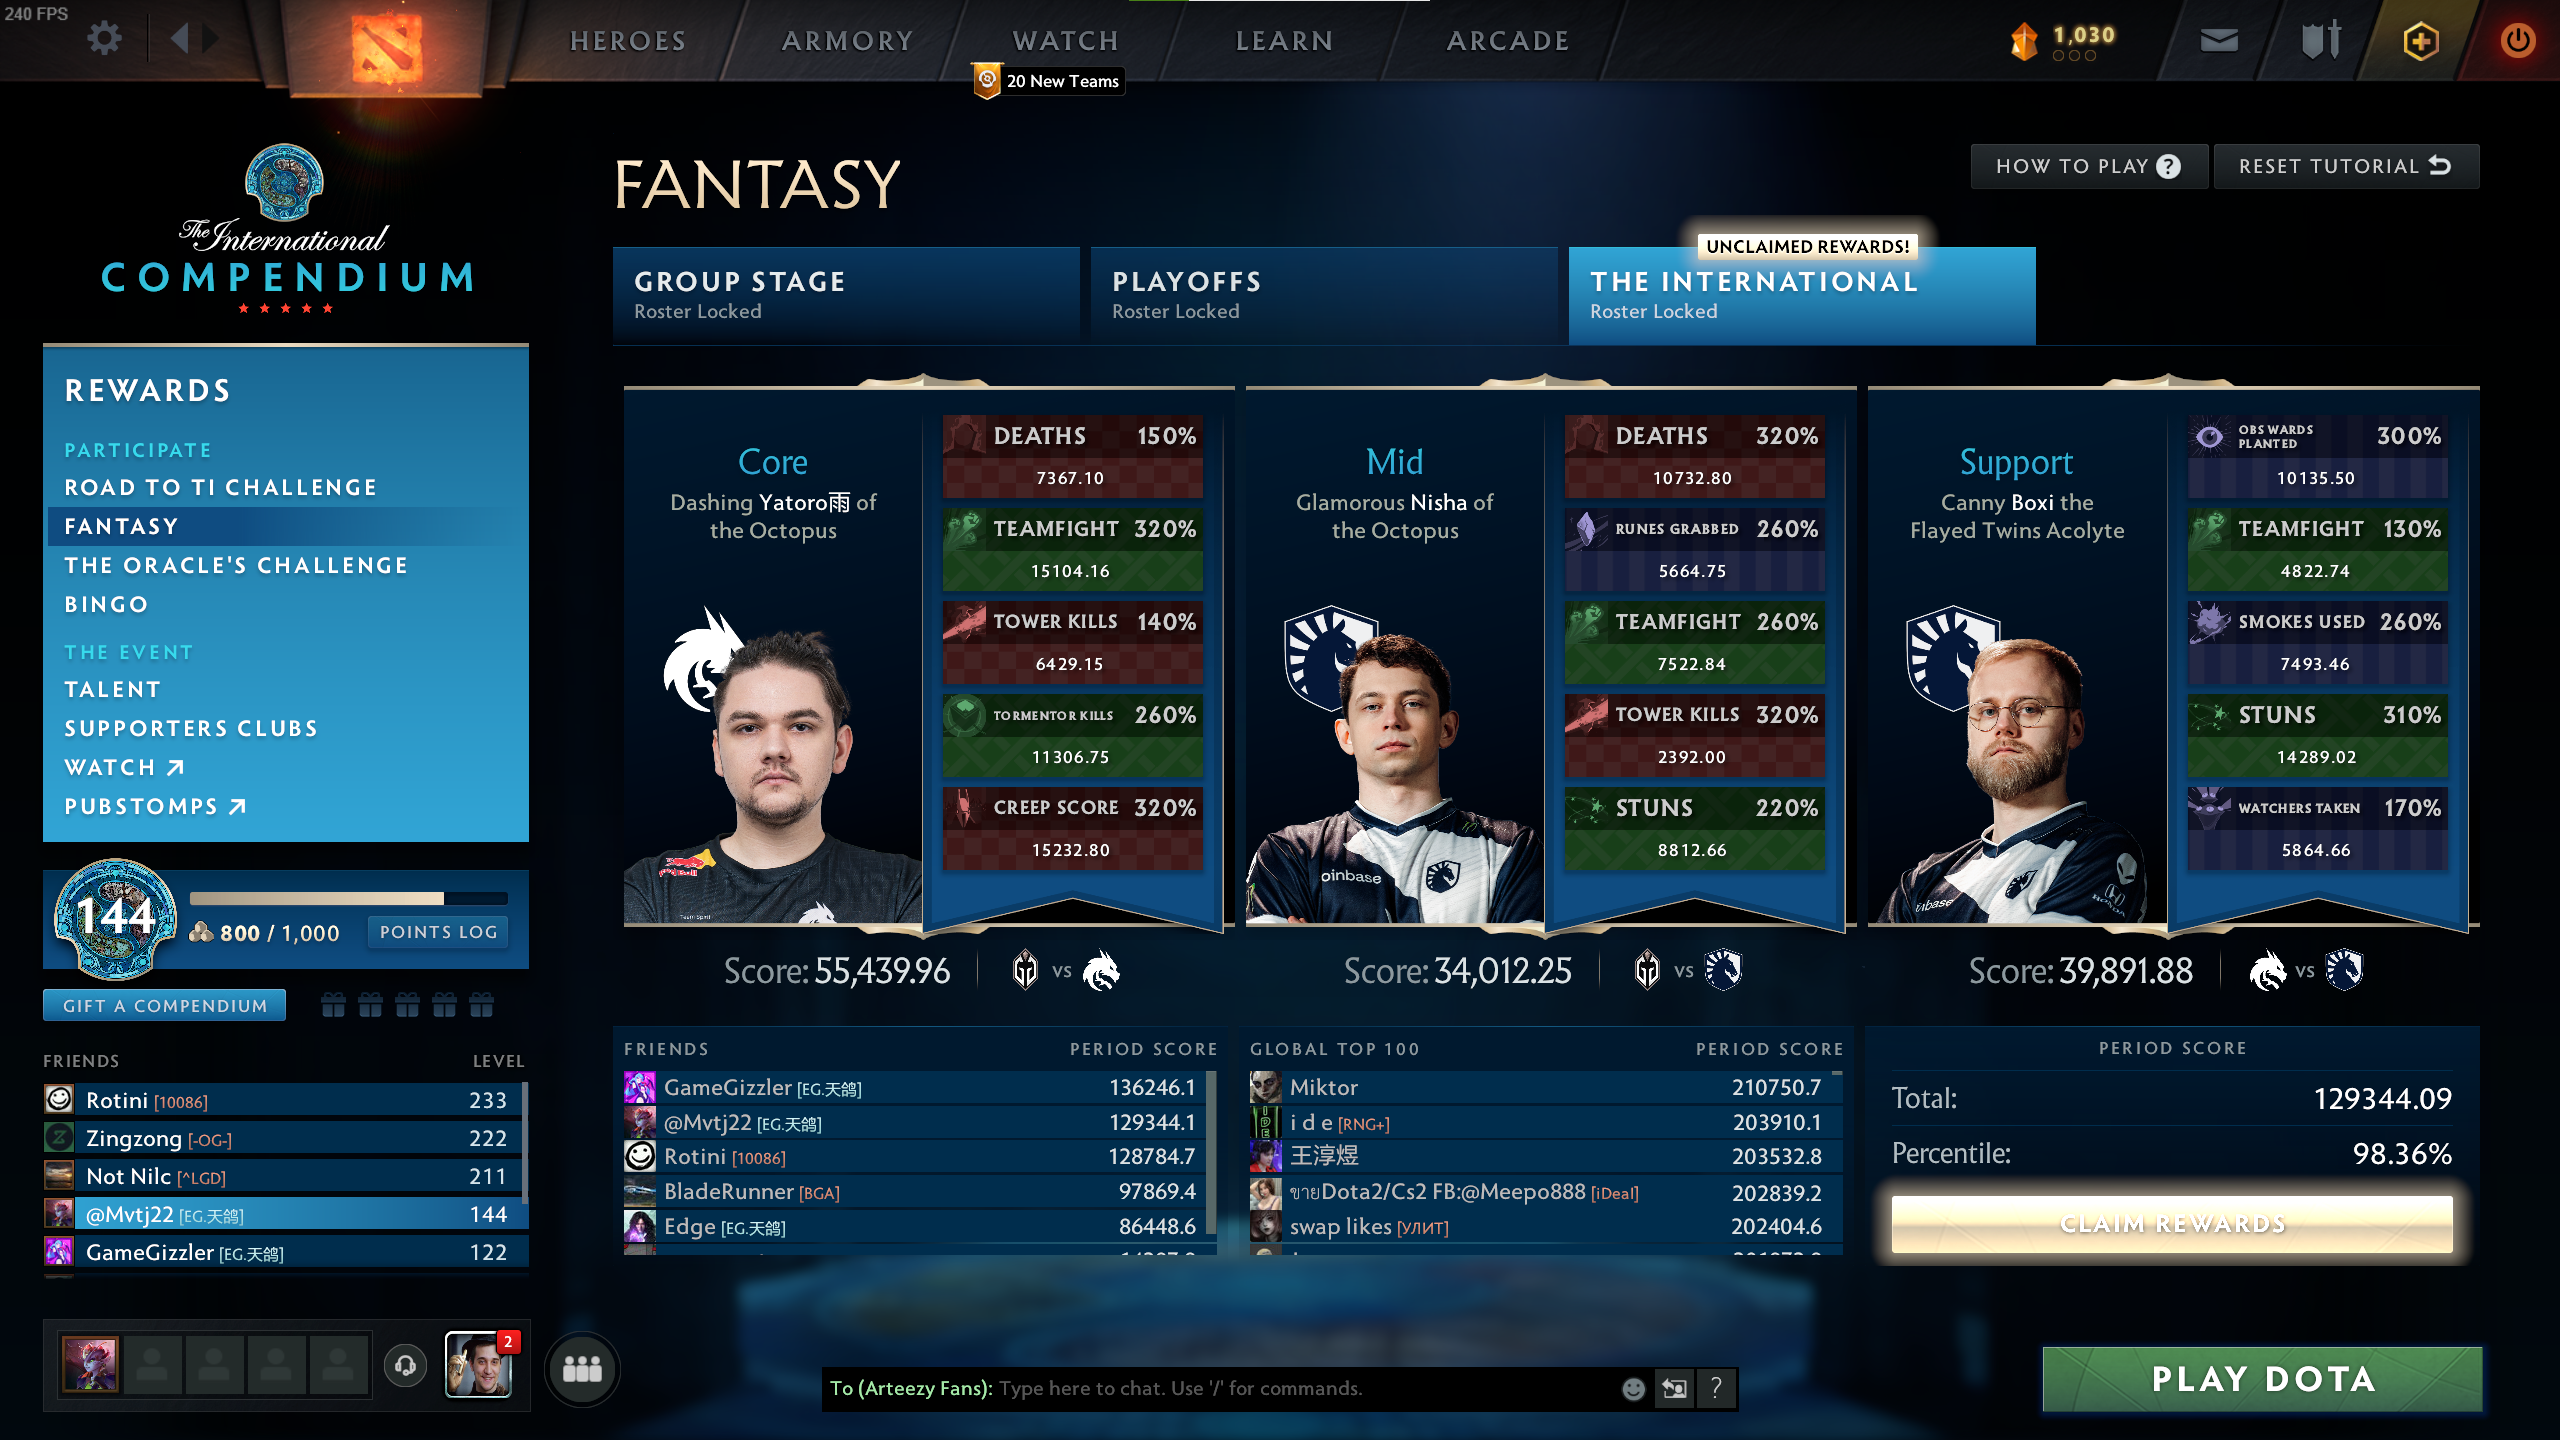 240 FPS
HEROES
ARMORY
WATCH
LEARN
ARCADE
1,030
20 New Teams
The International
COMPENDIUM
REWARDS
PARTICIPATE
ROAD TO TI CHALLENGE
FANTASY
THE ORACLE'S CHALLENGE
BINGO
THE EVENT
TALENT
SUPPORTERS CLUBS
WATCH
PUBSTOMPS
144
800 / 1,000
POINTS LOG
GIFT A COMPENDIUM
FRIENDS LEVEL
Rotini [10086] 233
Zingzong [-OG-] 222
Not Nilc [^LGD] 211
@Mvtj22 [EG.天鸽] 144
GameGizzler [EG.天鸽] 122
FANTASY
HOW TO PLAY ?
RESET TUTORIAL
GROUP STAGE
Roster Locked
PLAYOFFS
Roster Locked
UNCLAIMED REWARDS!
THE INTERNATIONAL
Roster Locked
Core
Dashing Yatoro雨 of
the Octopus
DEATHS 150%
7367.10
TEAMFIGHT 320%
15104.16
TOWER KILLS 140%
6429.15
TORMENTOR KILLS 260%
11306.75
CREEP SCORE 320%
15232.80
Red Bull
Team Spirit
Score: 55,439.96
VS
Mid
Glamorous Nisha of
the Octopus
DEATHS 320%
10732.80
RUNES GRABBED 260%
5664.75
TEAMFIGHT 260%
7522.84
TOWER KILLS 320%
2392.00
STUNS 220%
8812.66
oinbase
Score: 34,012.25
VS
Support
Canny Boxi the
Flayed Twins Acolyte
OBS WARDS
PLANTED 300%
10135.50
TEAMFIGHT 130%
4822.74
SMOKES USED 260%
7493.46
STUNS 310%
14289.02
WATCHERS TAKEN 170%
5864.66
HONDA
Score: 39,891.88
VS
FRIENDS PERIOD SCORE
GameGizzler [EG.天鸽] 136246.1
@Mvtj22 [EG.天鸽] 129344.1
Rotini [10086] 128784.7
BladeRunner [BGA] 97869.4
Edge [EG.天鸽] 86448.6
GLOBAL TOP 100 PERIOD SCORE
Miktor 210750.7
i d e [RNG+] 203910.1
王淳煜 203532.8
ขายDota2/Cs2 FB:@Meepo888 [iDeal] 202839.2
swap likes [УЛИТ] 202404.6
PERIOD SCORE
Total: 129344.09
Percentile: 98.36%
CLAIM REWARDS
2
To (Arteezy Fans): Type here to chat. Use '/' for commands.
?
PLAY DOTA